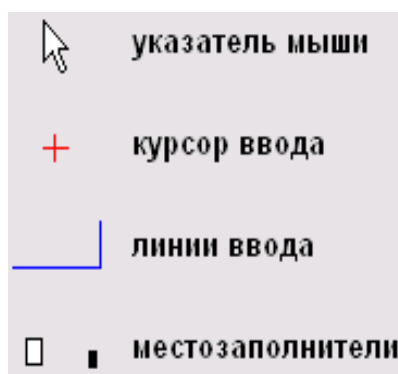 указатель мыши
курсор ввода
линии ввода
местозаполнители